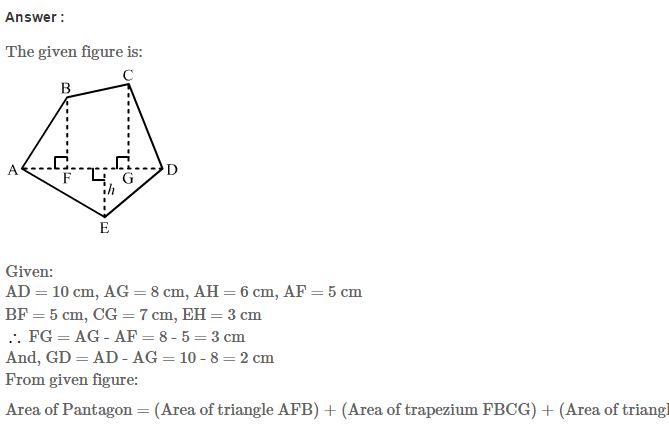 Answer :
The given figure is:
C
B
A
F
G
D
h
E
Given:
AD = 10 cm, AG = 8 cm, AH = 6 cm, AF = 5 cm
BF = 5 cm, CG = 7 cm, EH = 3 cm
∴ FG = AG - AF = 8 - 5 = 3 cm
And, GD = AD - AG = 10 - 8 = 2 cm
From given figure:
Area of Pantagon = (Area of triangle AFB) + (Area of trapezium FBCG) + (Area of triangl